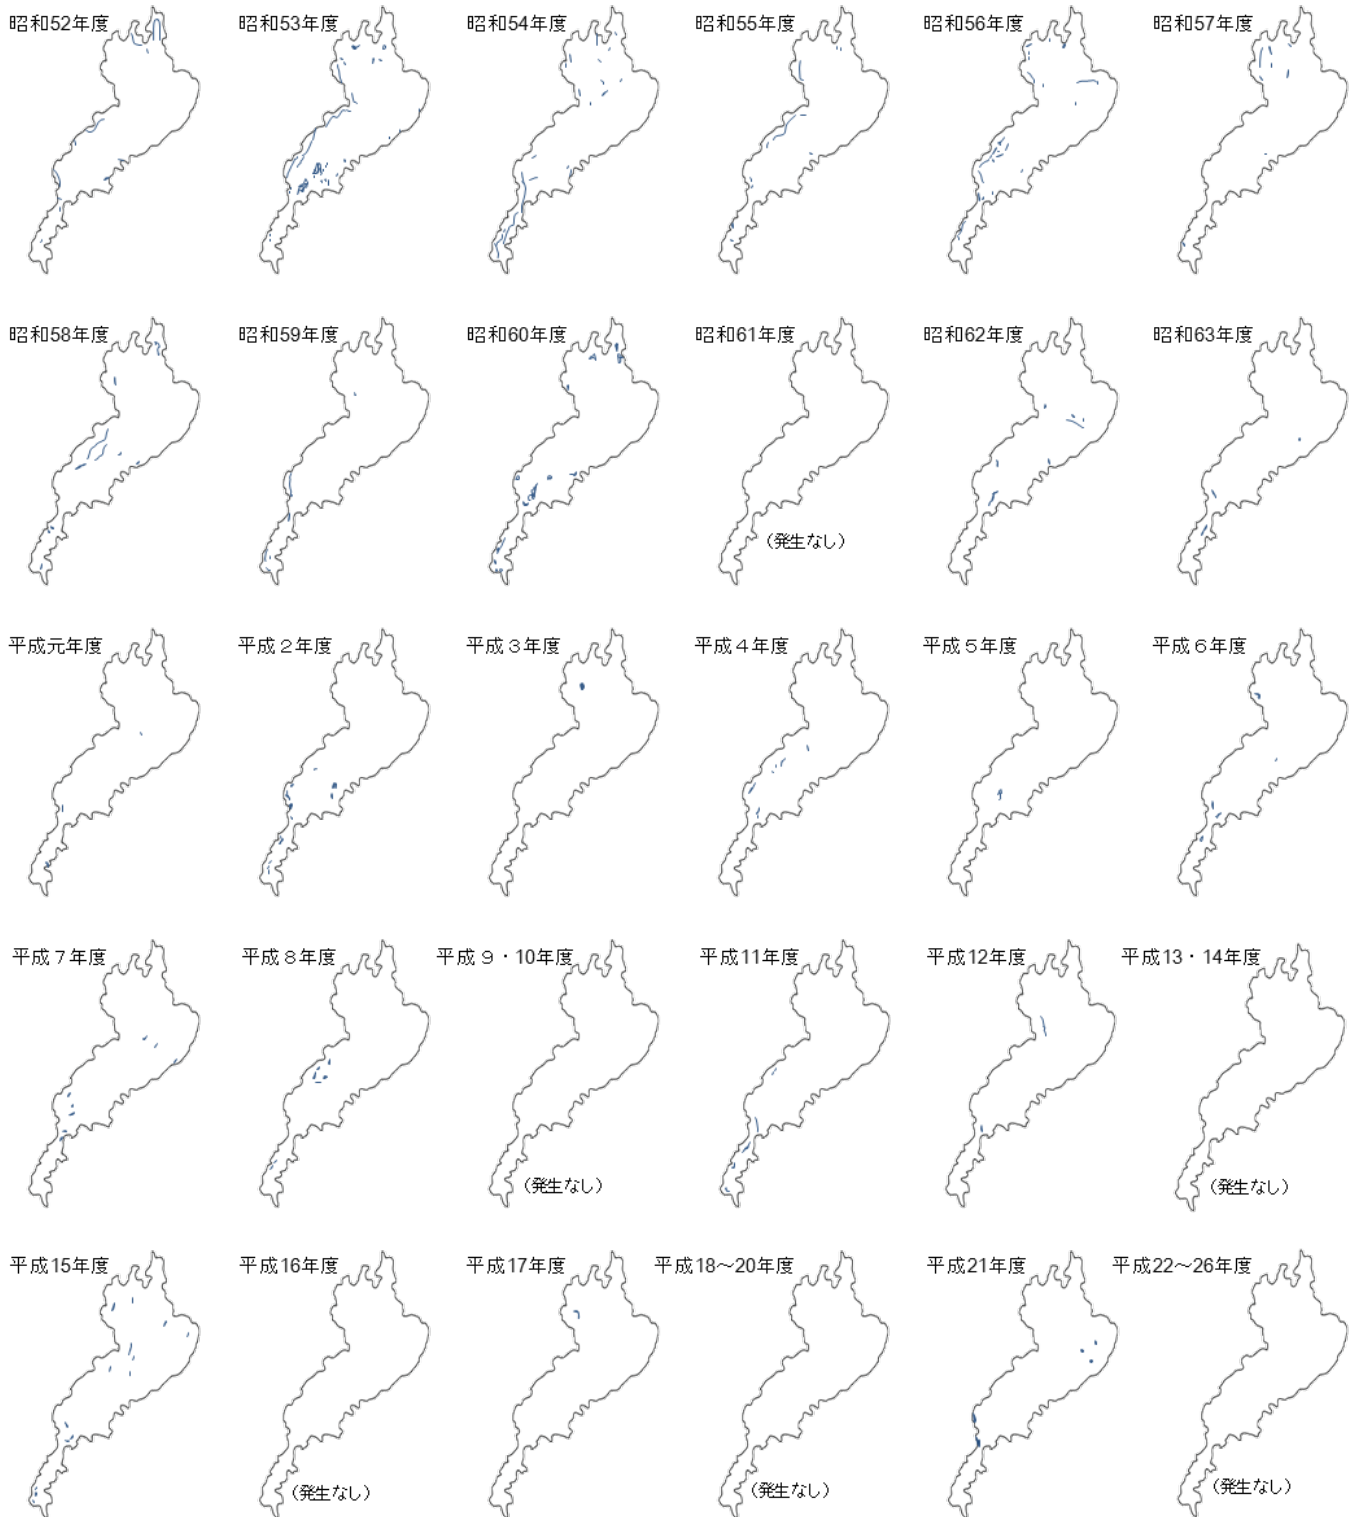 昭和52年度
昭和53年度
昭和54年度
昭和55年度
昭和56年度
昭和57年度
昭和58年度
昭和59年度
昭和60年度
昭和61年度
(発生なし)
昭和62年度
昭和63年度
平成元年度
平成２年度
平成３年度
平成４年度
平成５年度
平成６年度
平成７年度
平成８年度
平成９・10年度
(発生なし)
平成11年度
平成12年度
平成13・14年度
(発生なし)
平成15年度
平成16年度
(発生なし)
平成17年度
平成18～20年度
(発生なし)
平成21年度
平成22～26年度
(発生なし)